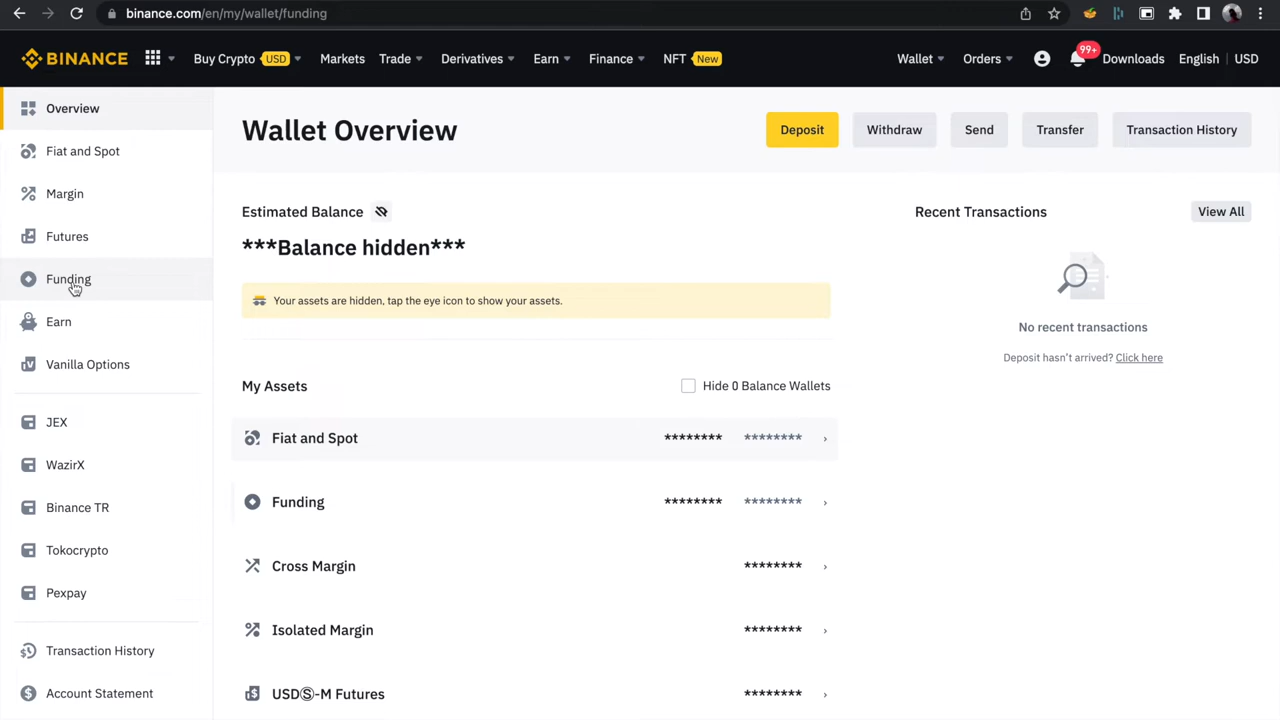 binance.com/en/my/wallet/funding
BINANCE Buy Crypto USD Markets Trade Derivatives Earn Finance NFT New Wallet Orders 99+ Downloads English USD
Overview
Fiat and Spot
Margin
Futures
Funding
Earn
Vanilla Options
JEX
WazirX
Binance TR
Tokocrypto
Pexpay
Transaction History
Account Statement
Wallet Overview
Deposit Withdraw Send Transfer Transaction History
Estimated Balance
***Balance hidden***
Your assets are hidden, tap the eye icon to show your assets.
My Assets Hide 0 Balance Wallets
Fiat and Spot ******** ********
Funding ******** ********
Cross Margin ********
Isolated Margin ********
USDⓈ-M Futures ********
Recent Transactions View All
No recent transactions
Deposit hasn't arrived? Click here